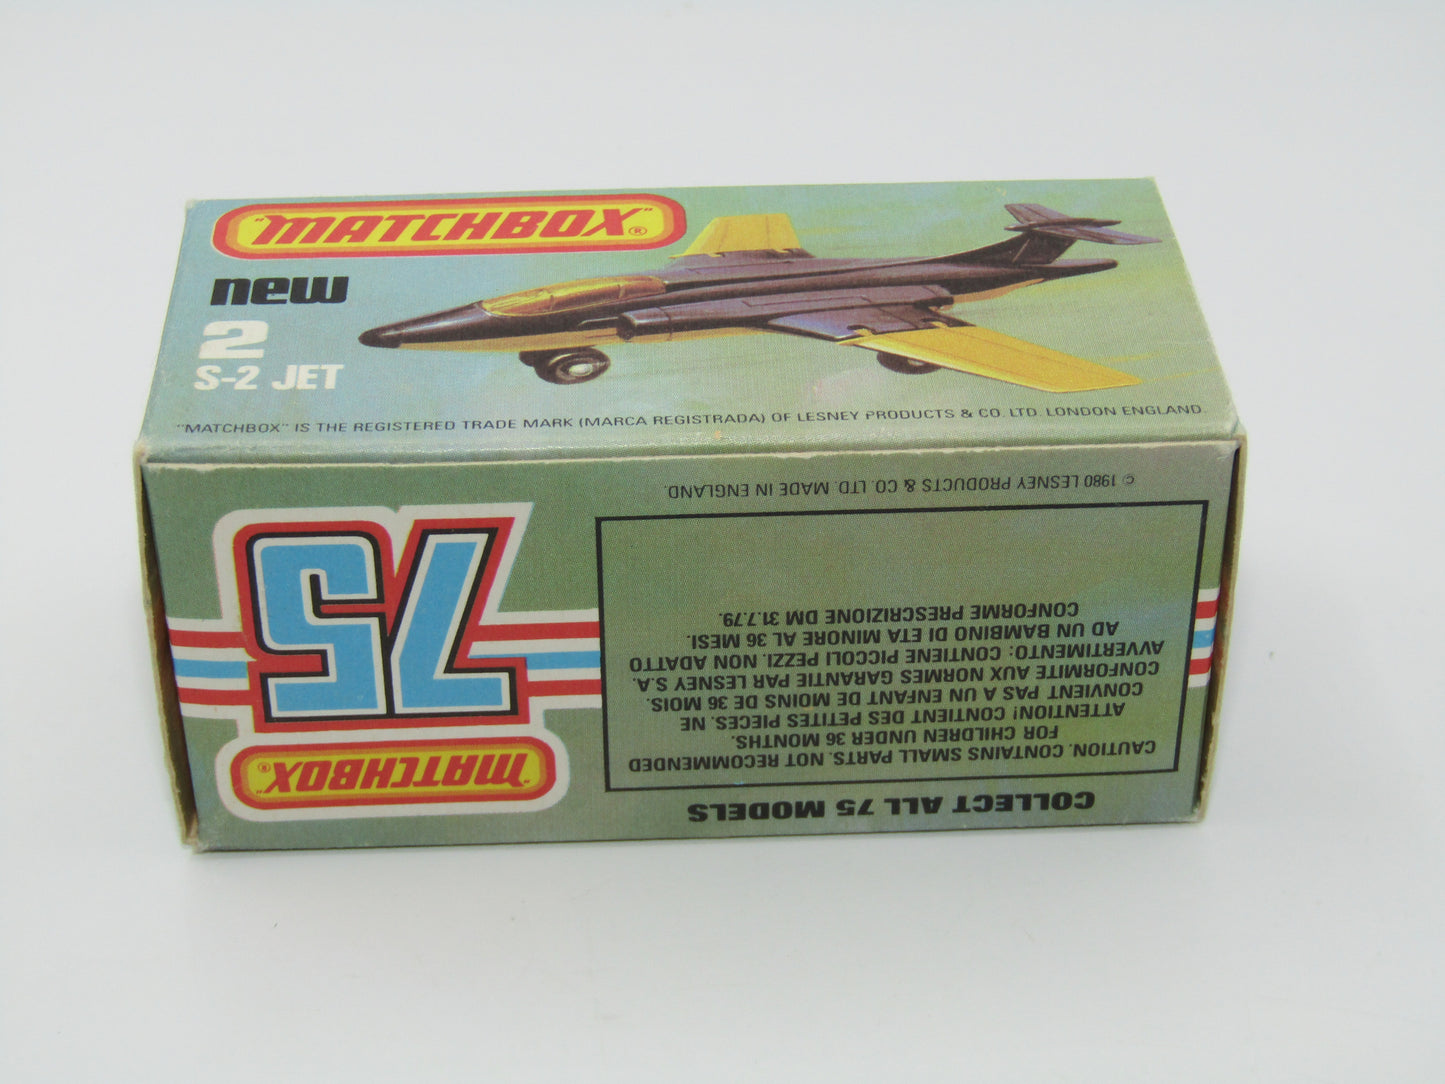 "MATCHBOX"®
new
2
S-2 JET
"MATCHBOX" IS THE REGISTERED TRADE MARK (MARCA REGISTRADA) OF LESNEY PRODUCTS & CO. LTD. LONDON ENGLAND.
COLLECT ALL 75 MODELS
CAUTION. CONTAINS SMALL PARTS. NOT RECOMMENDED
FOR CHILDREN UNDER 36 MONTHS.
ATTENTION! CONTIENT DES PETITES PIECES. NE
CONVIENT PAS A UN ENFANT DE MOINS DE 36 MOIS.
CONFORMITE AUX NORMES GARANTIE PAR LESNEY S.A.
AVVERTIMENTO: CONTIENE PICCOLI PEZZI. NON ADATTO
AD UN BAMBINO DI ETA MINORE AL 36 MESI.
CONFORME PRESCRIZIONE DM 31.7.79.
© 1980 LESNEY PRODUCTS & CO. LTD. MADE IN ENGLAND.
"MATCHBOX"®
75